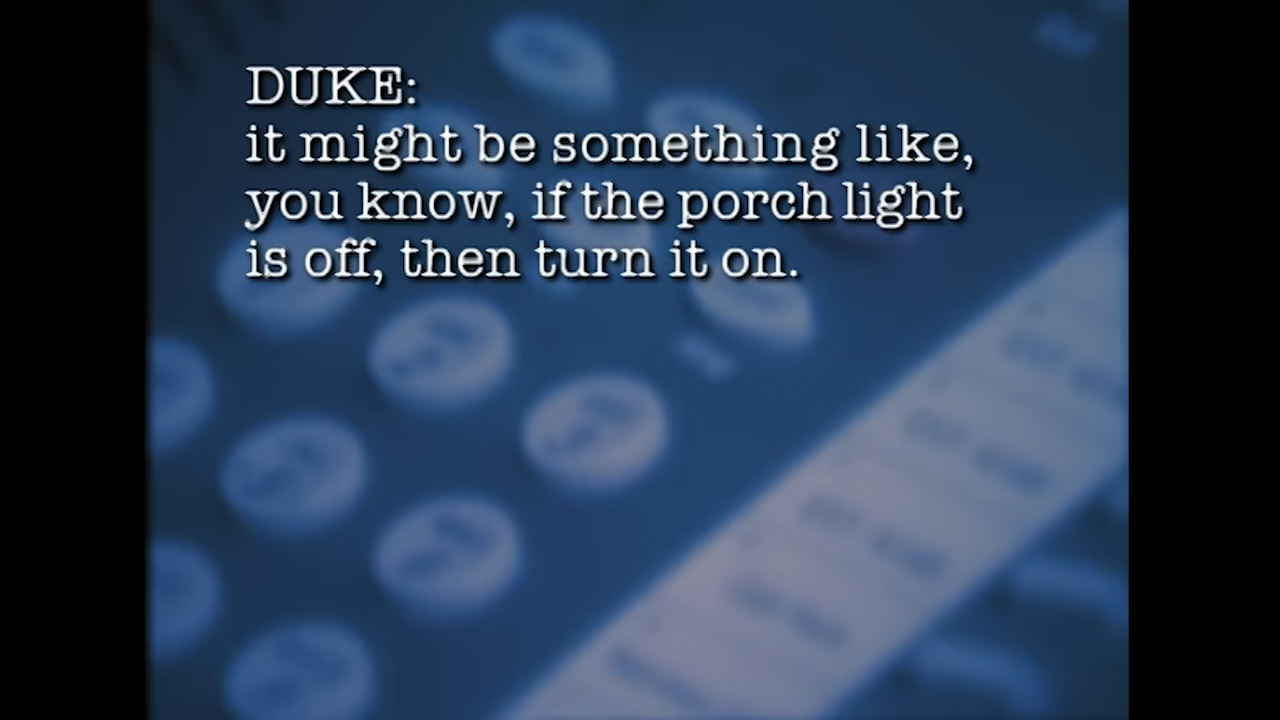 DUKE:
it might be something like,
you know, if the porch light
is off, then turn it on.